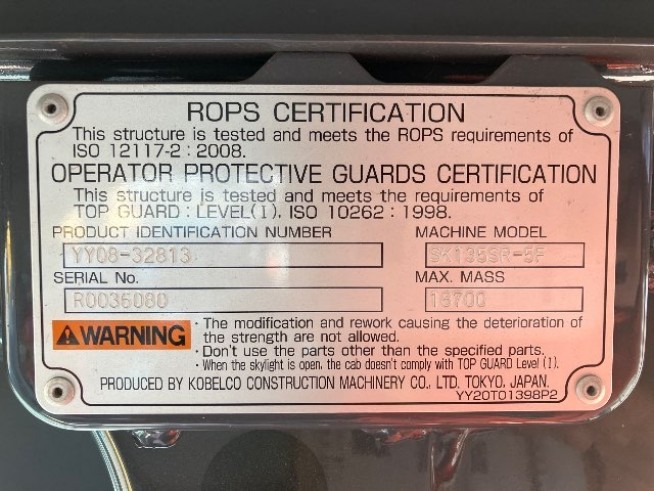 ROPS CERTIFICATION
This structure is tested and meets the ROPS requirements of
ISO 12117-2 : 2008.
OPERATOR PROTECTIVE GUARDS CERTIFICATION
This structure is tested and meets the requirements of
TOP GUARD : LEVEL(1). ISO 10262 : 1998.
PRODUCT IDENTIFICATION NUMBER
MACHINE MODEL
YY08-32813
SK135SR-5F
SERIAL No.
MAX. MASS
R0036080
16700
WARNING
· The modification and rework causing the deterioration of
the strength are not allowed.
· Don't use the parts other than the specified parts.
· When the skylight is open, the cab doesn't comply with TOP GUARD Level (1).
PRODUCED BY KOBELCO CONSTRUCTION MACHINERY CO., LTD. TOKYO, JAPAN.
YY20T01398P2